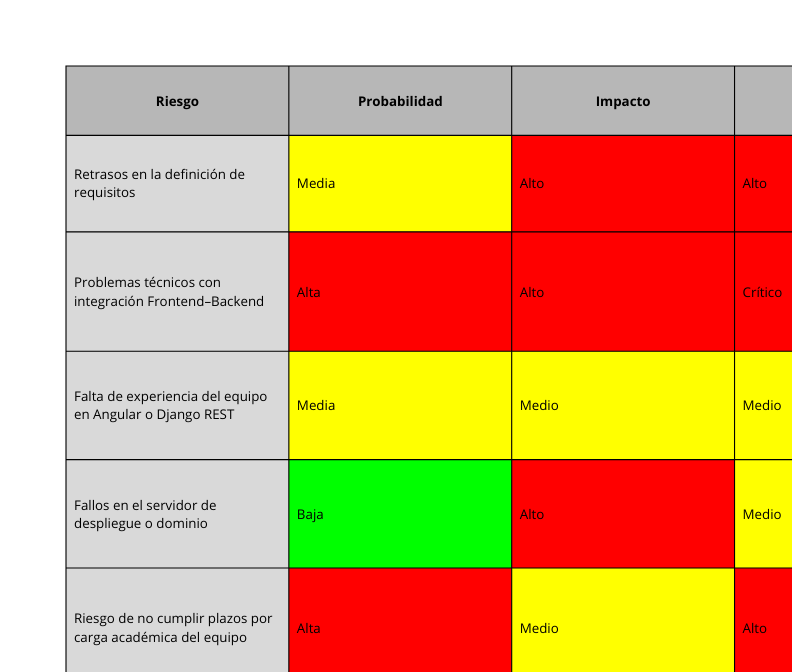 Riesgo Probabilidad Impacto
Retrasos en la definición de
requisitos
Media
Alto
Alto
Problemas técnicos con
integración Frontend–Backend
Alta
Alto
Crítico
Falta de experiencia del equipo
en Angular o Django REST
Media
Medio
Medio
Fallos en el servidor de
despliegue o dominio
Baja
Alto
Medio
Riesgo de no cumplir plazos por
carga académica del equipo
Alta
Medio
Alto